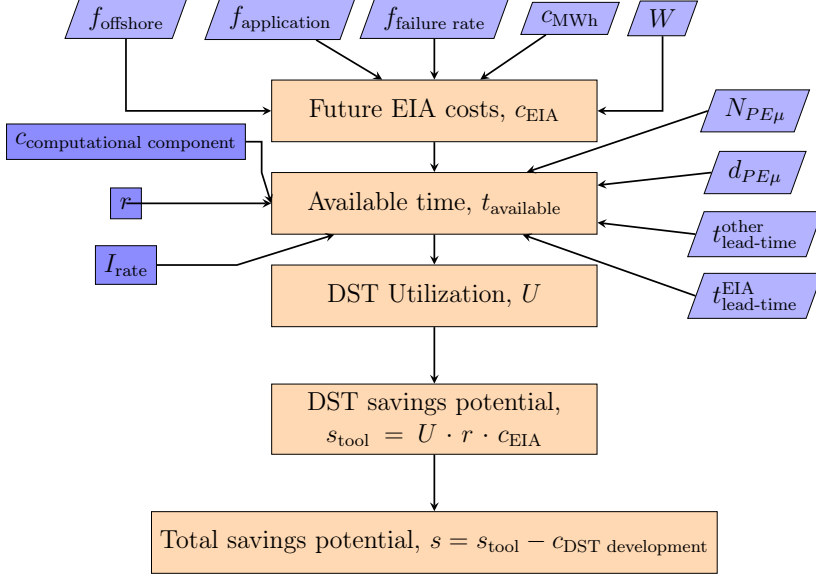 f_offshore
f_application
f_failure rate
c_MWh
W
Future EIA costs, c_EIA
N_PEμ
c_computational component
d_PEμ
r
Available time, t_available
t^other_lead-time
I_rate
t^EIA_lead-time
DST Utilization, U
DST savings potential,
s_tool = U · r · c_EIA
Total savings potential, s = s_tool − c_DST development